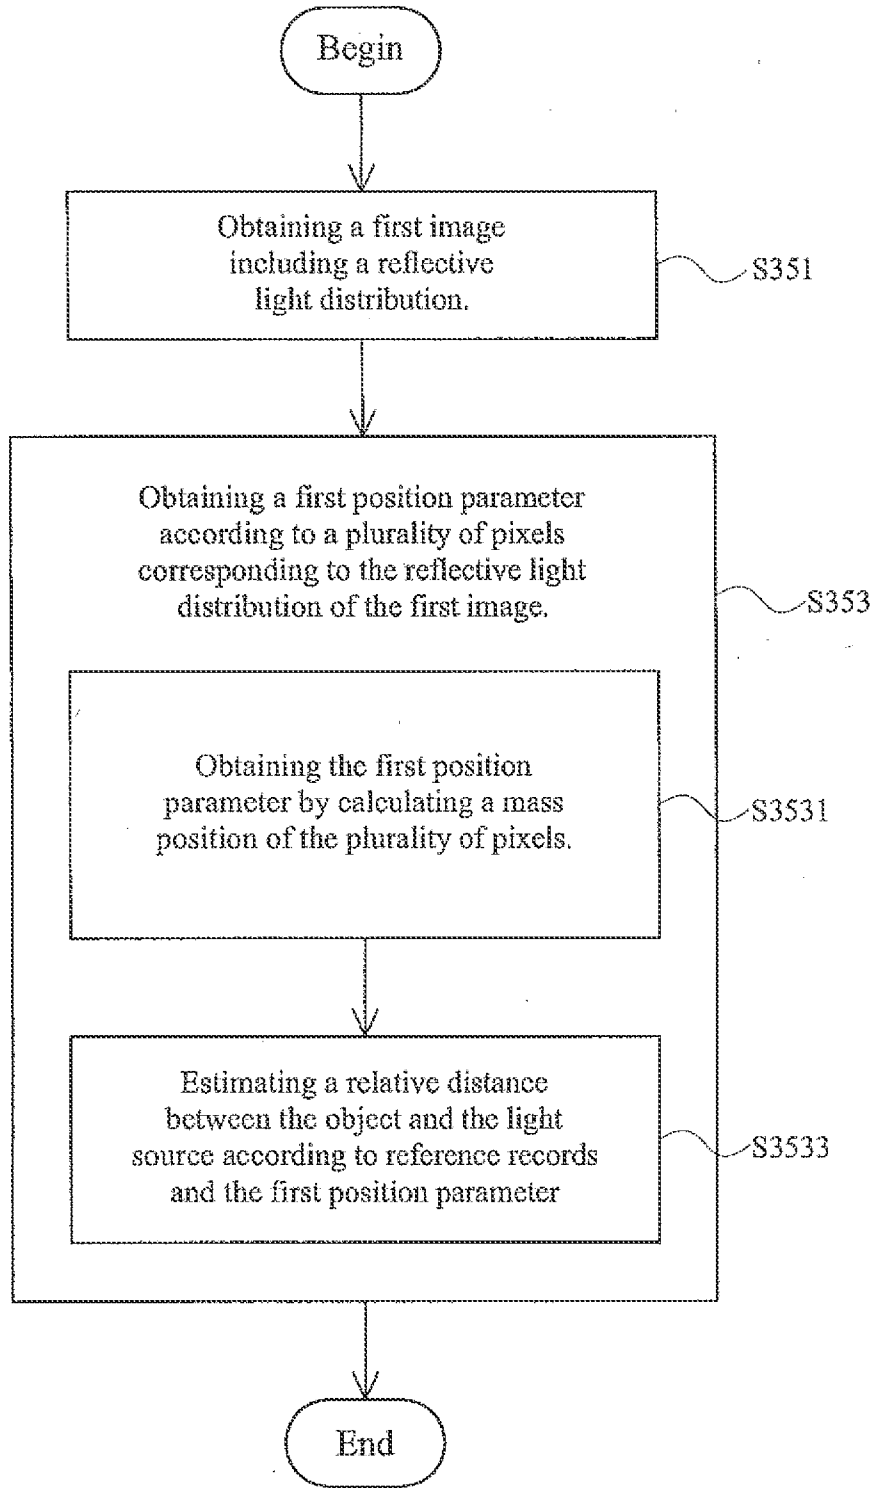 Begin
Obtaining a first image
including a reflective
light distribution.
S351
Obtaining a first position parameter
according to a plurality of pixels
corresponding to the reflective light
distribution of the first image.
S353
Obtaining the first position
parameter by calculating a mass
position of the plurality of pixels.
S3531
Estimating a relative distance
between the object and the light
source according to reference records
and the first position parameter
S3533
End